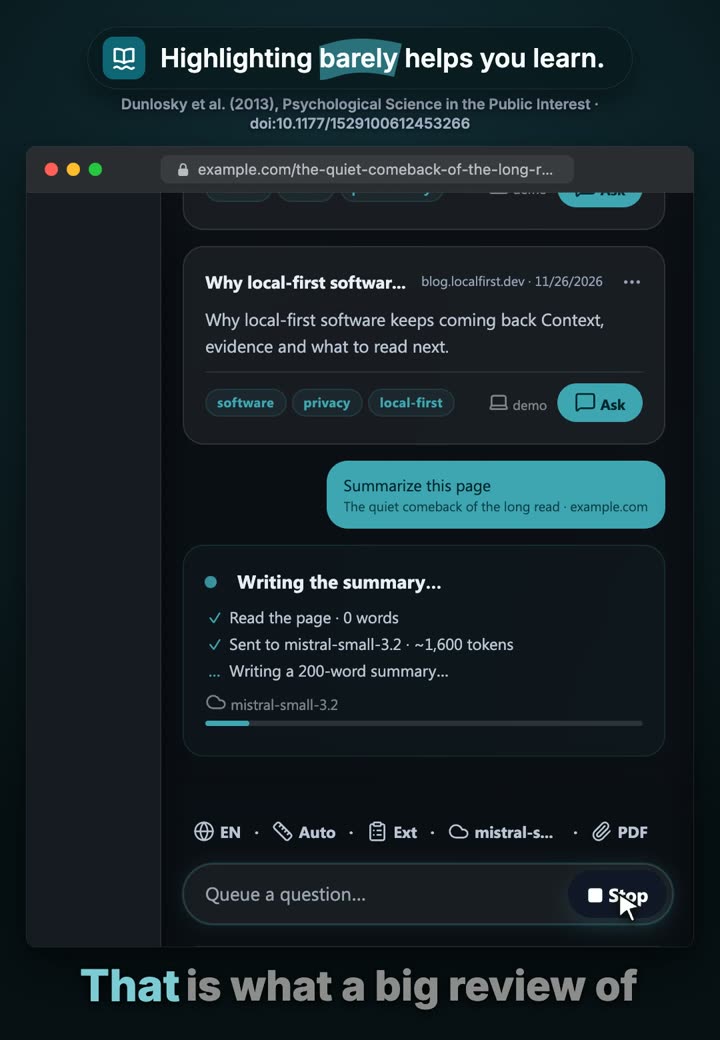 Highlighting barely helps you learn.
Dunlosky et al. (2013), Psychological Science in the Public Interest ·
doi:10.1177/1529100612453266
example.com/the-quiet-comeback-of-the-long-r...
demo
Ask
Why local-first softwar... blog.localfirst.dev · 11/26/2026
Why local-first software keeps coming back Context,
evidence and what to read next.
software privacy local-first demo Ask
Summarize this page
The quiet comeback of the long read · example.com
Writing the summary...
✓ Read the page · 0 words
✓ Sent to mistral-small-3.2 · ~1,600 tokens
... Writing a 200-word summary...
mistral-small-3.2
EN · Auto · Ext · mistral-s... · PDF
Queue a question... Stop
That is what a big review of